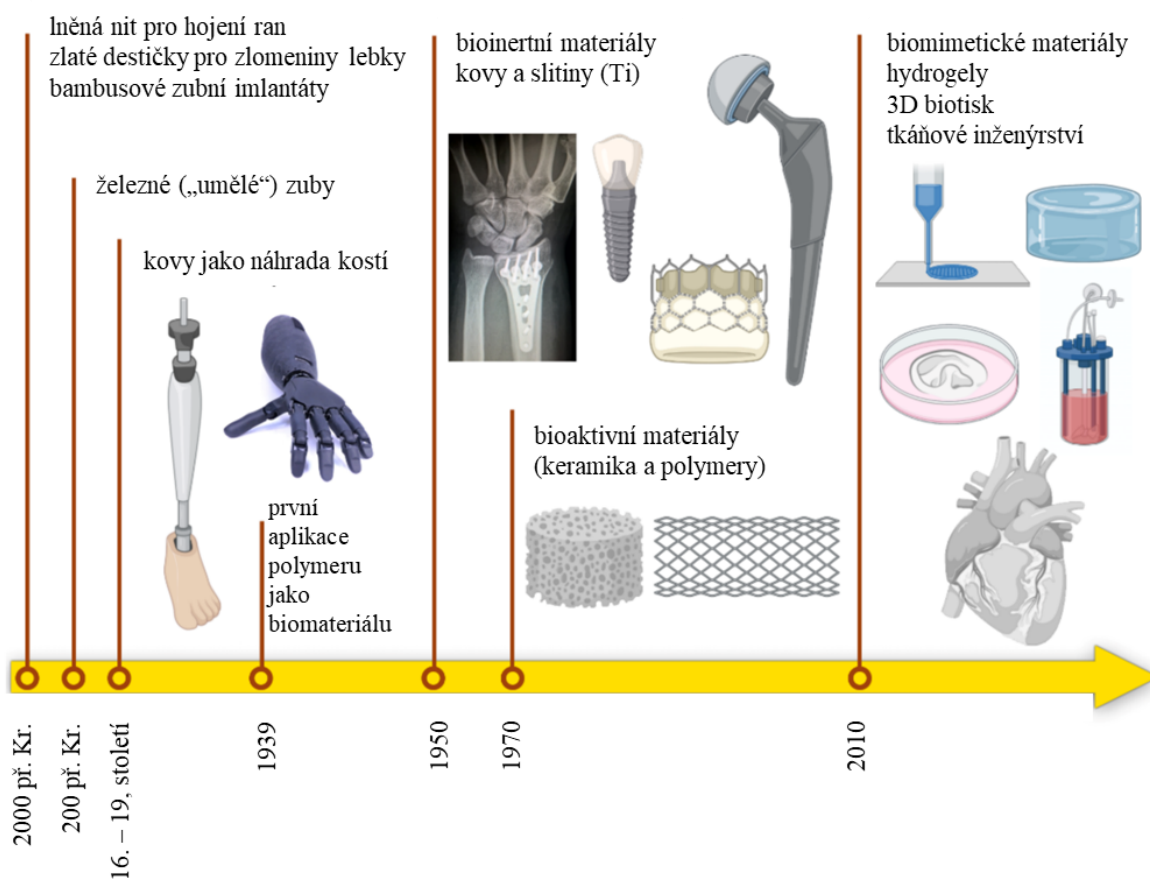 lněná nit pro hojení ran
zlaté destičky pro zlomeniny lebky
bambusové zubní imlantáty
železné („umělé“) zuby
kovy jako náhrada kostí
první
aplikace
polymeru
jako
biomateriálu
bioinertní materiály
kovy a slitiny (Ti)
bioaktivní materiály
(keramika a polymery)
biomimetické materiály
hydrogely
3D biotisk
tkáňové inženýrství
2000 př. Kr.
200 př. Kr.
16. – 19, století
1939
1950
1970
2010